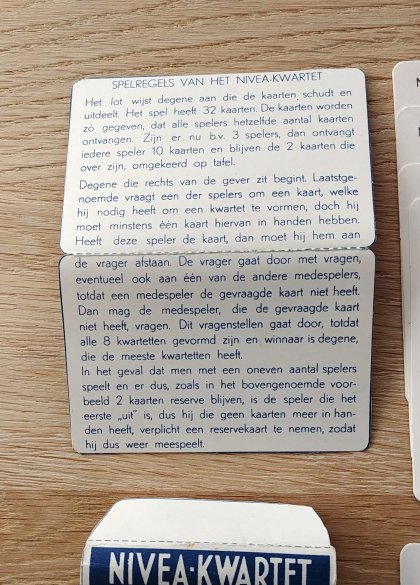 SPELREGELS VAN HET NIVEA-KWARTET
Het lot wijst degene aan die de kaarten schudt en
uitdeelt. Het spel heeft 32 kaarten. De kaarten worden
zó gegeven, dat alle spelers hetzelfde aantal kaarten
ontvangen. Zijn er nu b.v. 3 spelers, dan ontvangt
iedere speler 10 kaarten en blijven de 2 kaarten die
over zijn, omgekeerd op tafel.
Degene die rechts van de gever zit begint. Laatstge-
noemde vraagt een der spelers om een kaart, welke
hij nodig heeft om een kwartet te vormen, doch hij
moet minstens één kaart hiervan in handen hebben.
Heeft deze speler de kaart, dan moet hij hem aan
de vrager afstaan. De vrager gaat door met vragen,
eventueel ook aan één van de andere medespelers,
totdat een medespeler de gevraagde kaart niet heeft.
Dan mag de medespeler, die de gevraagde kaart
niet heeft, vragen. Dit vragenstellen gaat door, totdat
alle 8 kwartetten gevormd zijn en winnaar is degene,
die de meeste kwartetten heeft.
In het geval dat men met een oneven aantal spelers
speelt en er dus, zoals in het bovengenoemde voor-
beeld 2 kaarten reserve blijven, is de speler die het
eerste „uit" is, dus hij die geen kaarten meer in han-
den heeft, verplicht een reservekaart te nemen, zodat
hij dus weer meespeelt.
NIVEA-KWARTET